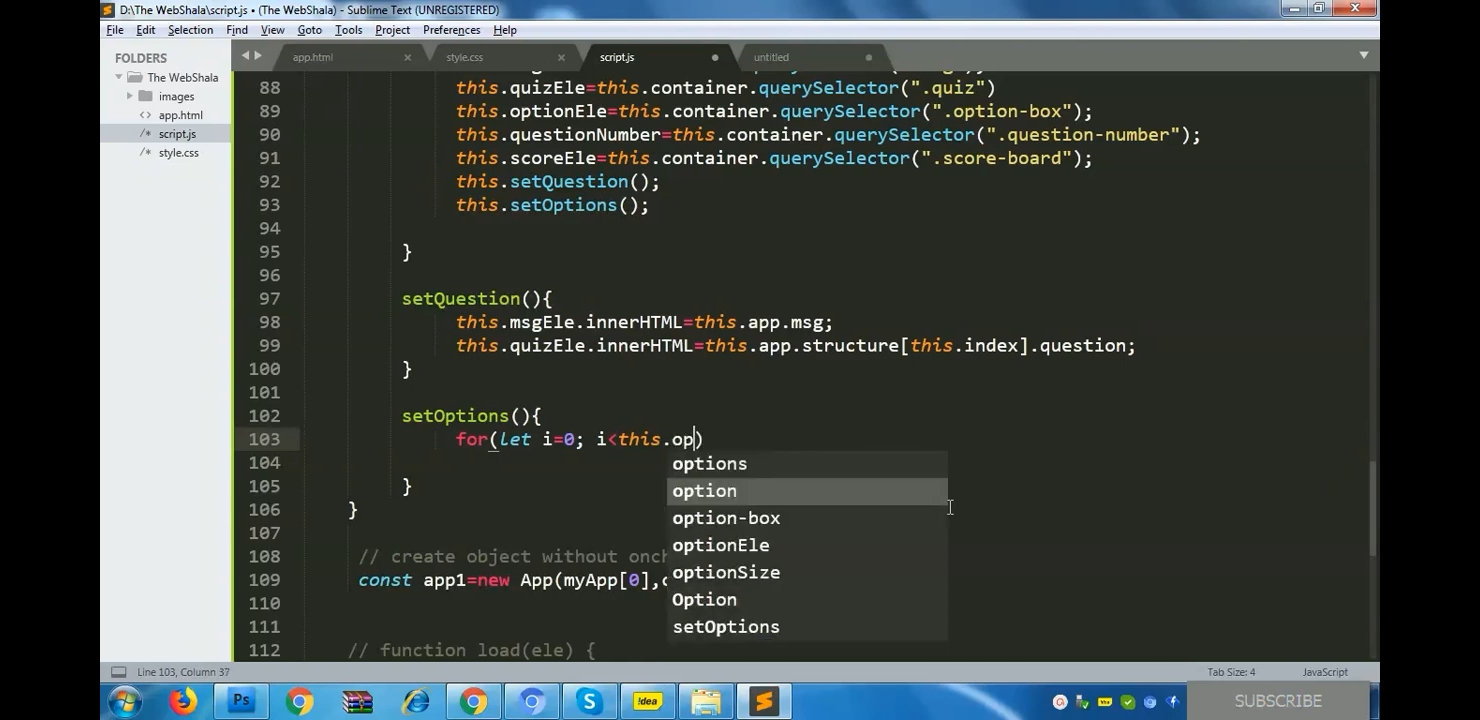 D:\The WebShala\script.js • (The WebShala) - Sublime Text (UNREGISTERED)
File Edit Selection Find View Goto Tools Project Preferences Help
FOLDERS
The WebShala
images
app.html
script.js
style.css
app.html style.css script.js untitled
88 this.quizEle=this.container.querySelector(".quiz")
89 this.optionEle=this.container.querySelector(".option-box");
90 this.questionNumber=this.container.querySelector(".question-number");
91 this.scoreEle=this.container.querySelector(".score-board");
92 this.setQuestion();
93 this.setOptions();
94
95 }
96
97 setQuestion(){
98 this.msgEle.innerHTML=this.app.msg;
99 this.quizEle.innerHTML=this.app.structure[this.index].question;
100 }
101
102 setOptions(){
103 for(let i=0; i<this.op)
104
105 }
106 }
107
108 // create object without onc
109 const app1=new App(myApp[0],
110
111
112 // function load(ele) {
options
option
option-box
optionEle
optionSize
Option
setOptions
Line 103, Column 37 Tab Size: 4 JavaScript
Ps
!dea
SUBSCRIBE